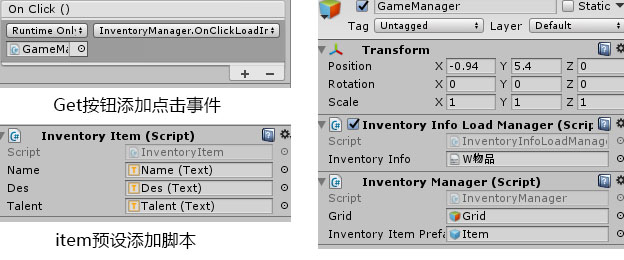 On Click ()
Runtime Onl
InventoryManager.OnClickLoadIr
GameMa
Get按钮添加点击事件
Inventory Item (Script)
Script InventoryItem
Name Name (Text)
Des Des (Text)
Talent Talent (Text)
item预设添加脚本
GameManager Static
Tag Untagged Layer Default
Transform
Position X -0.94 Y 5.4 Z 0
Rotation X 0 Y 0 Z 0
Scale X 1 Y 1 Z 1
Inventory Info Load Manager (Scrip
Script InventoryInfoLoadManage
Inventory Info W物品
Inventory Manager (Script)
Script InventoryManager
Grid Grid
Inventory Item Prefa Item